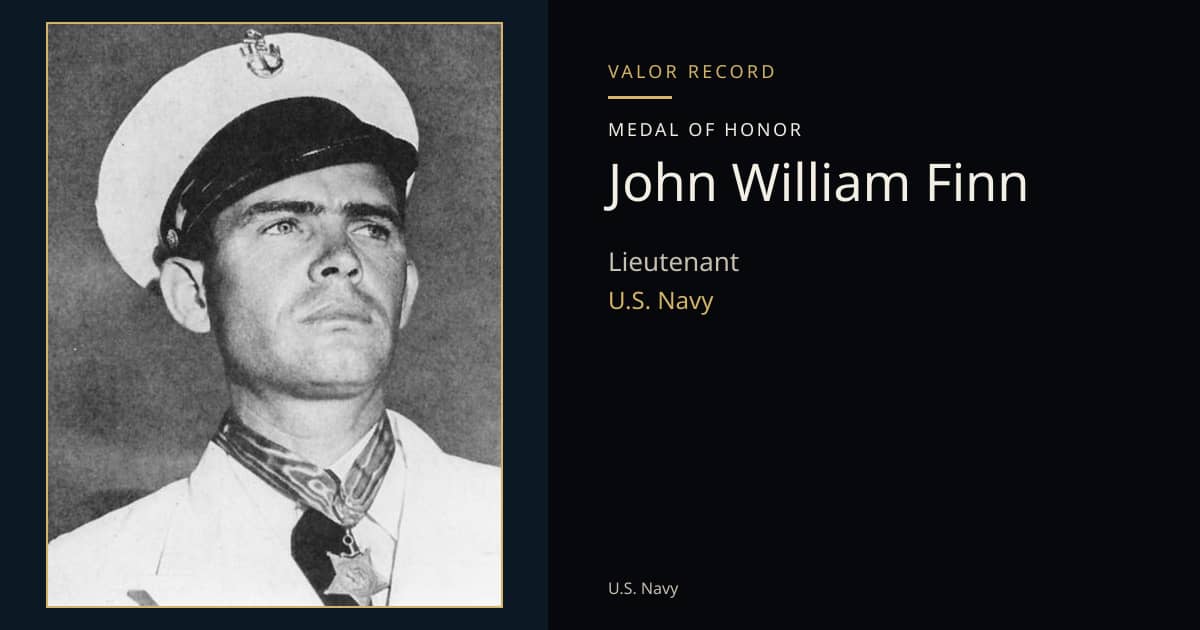 VALOR RECORD
MEDAL OF HONOR
John William Finn
Lieutenant
U.S. Navy
U.S. Navy